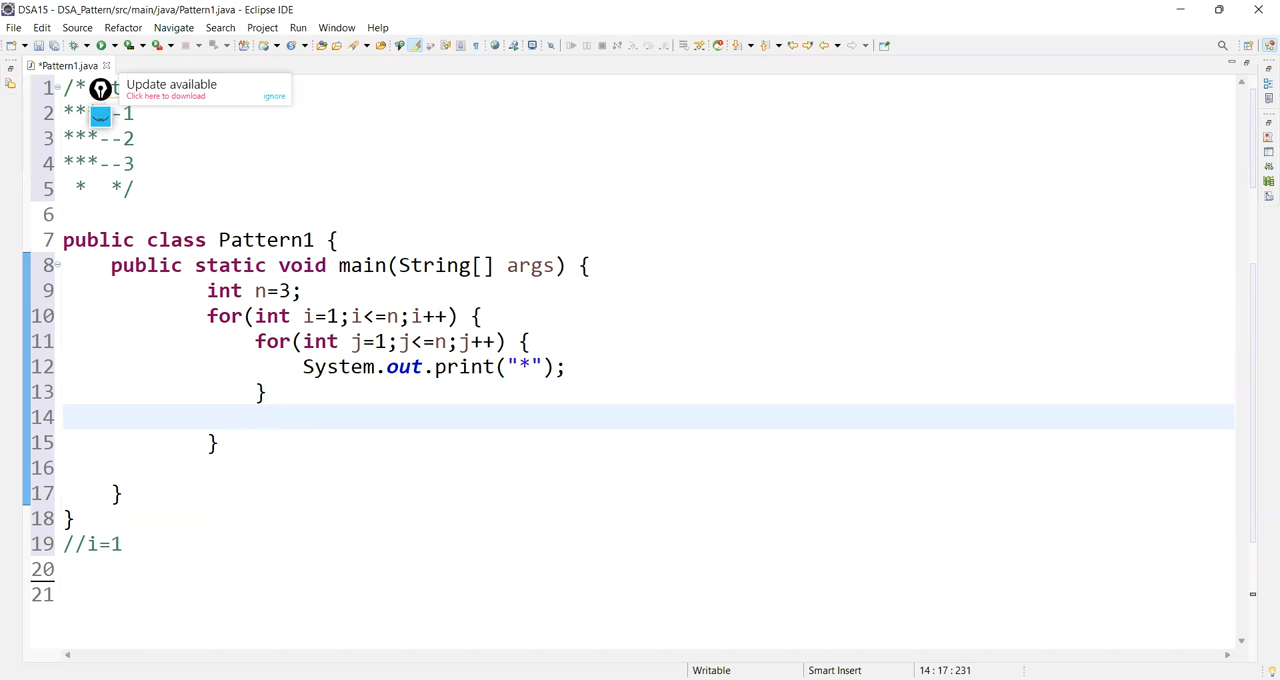 DSA15 - DSA_Pattern/src/main/java/Pattern1.java - Eclipse IDE
File Edit Source Refactor Navigate Search Project Run Window Help
*Pattern1.java
Update available
Click here to download ignore
1 /* t
2 ** -1
3 ***--2
4 ***--3
5 * */
6
7 public class Pattern1 {
8 public static void main(String[] args) {
9 int n=3;
10 for(int i=1;i<=n;i++) {
11 for(int j=1;j<=n;j++) {
12 System.out.print("*");
13 }
14
15 }
16
17 }
18 }
19 //i=1
20
21
Writable Smart Insert 14 : 17 : 231